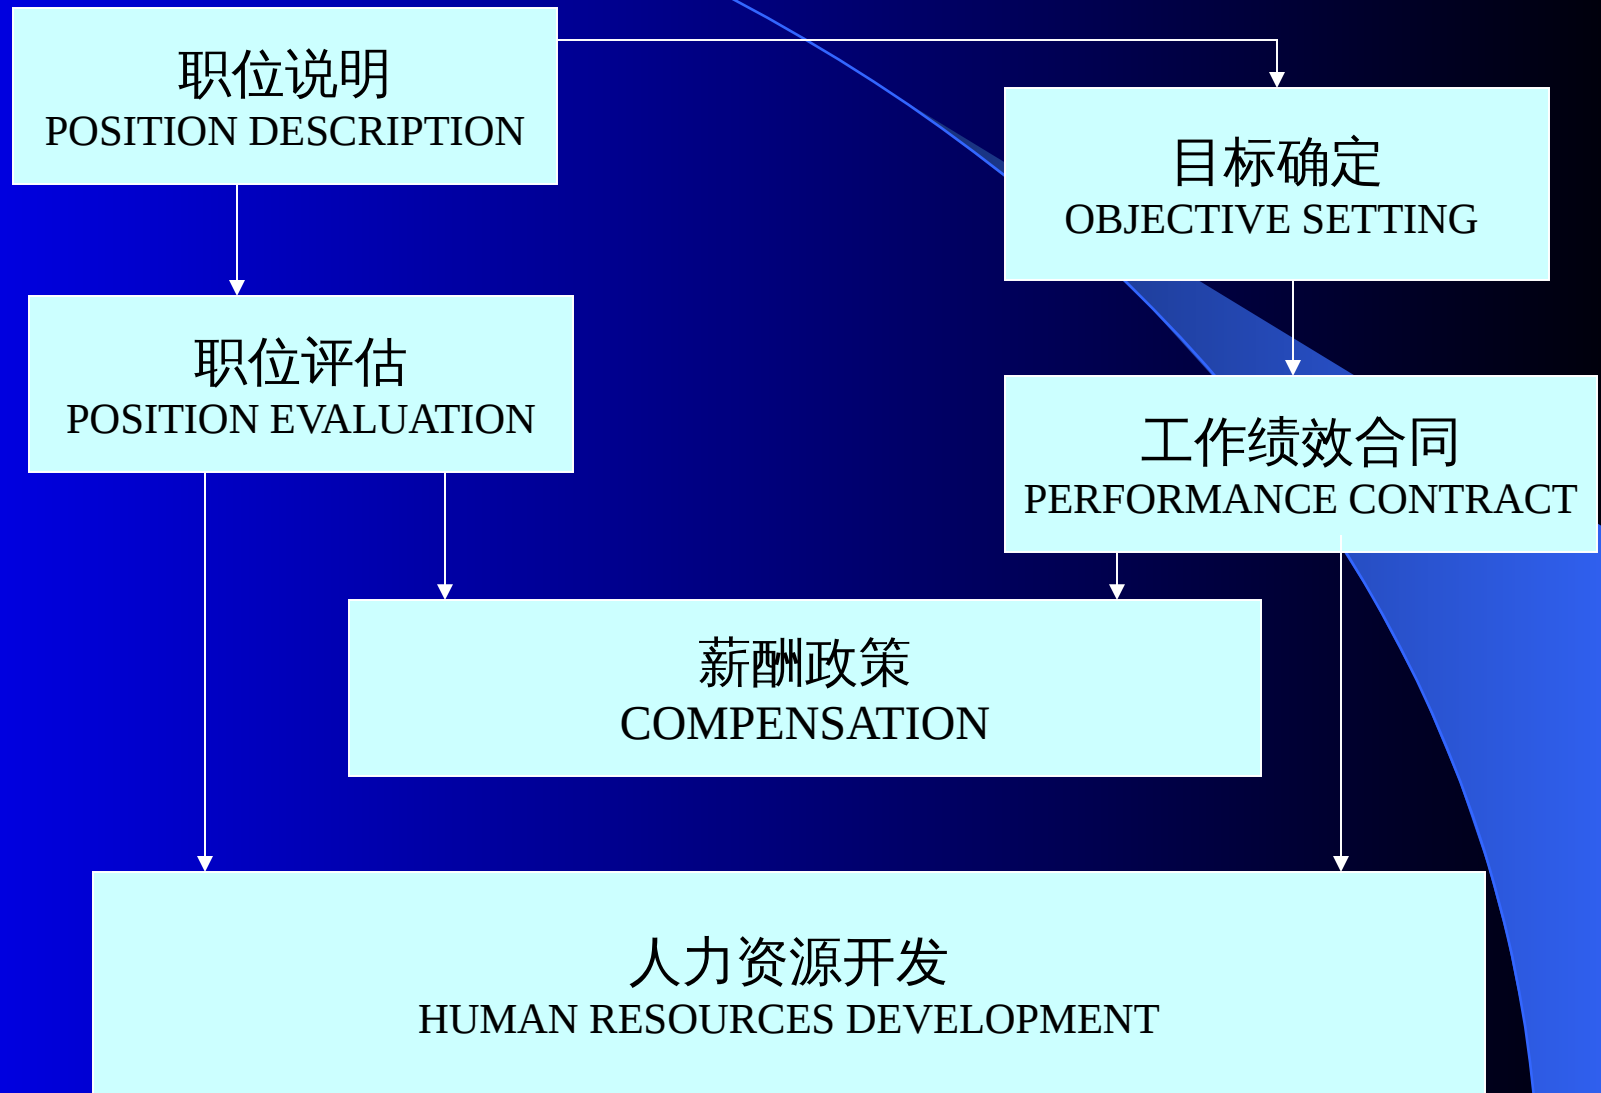 职位说明
POSITION DESCRIPTION
目标确定
OBJECTIVE SETTING
职位评估
POSITION EVALUATION
工作绩效合同
PERFORMANCE CONTRACT
薪酬政策
COMPENSATION
人力资源开发
HUMAN RESOURCES DEVELOPMENT